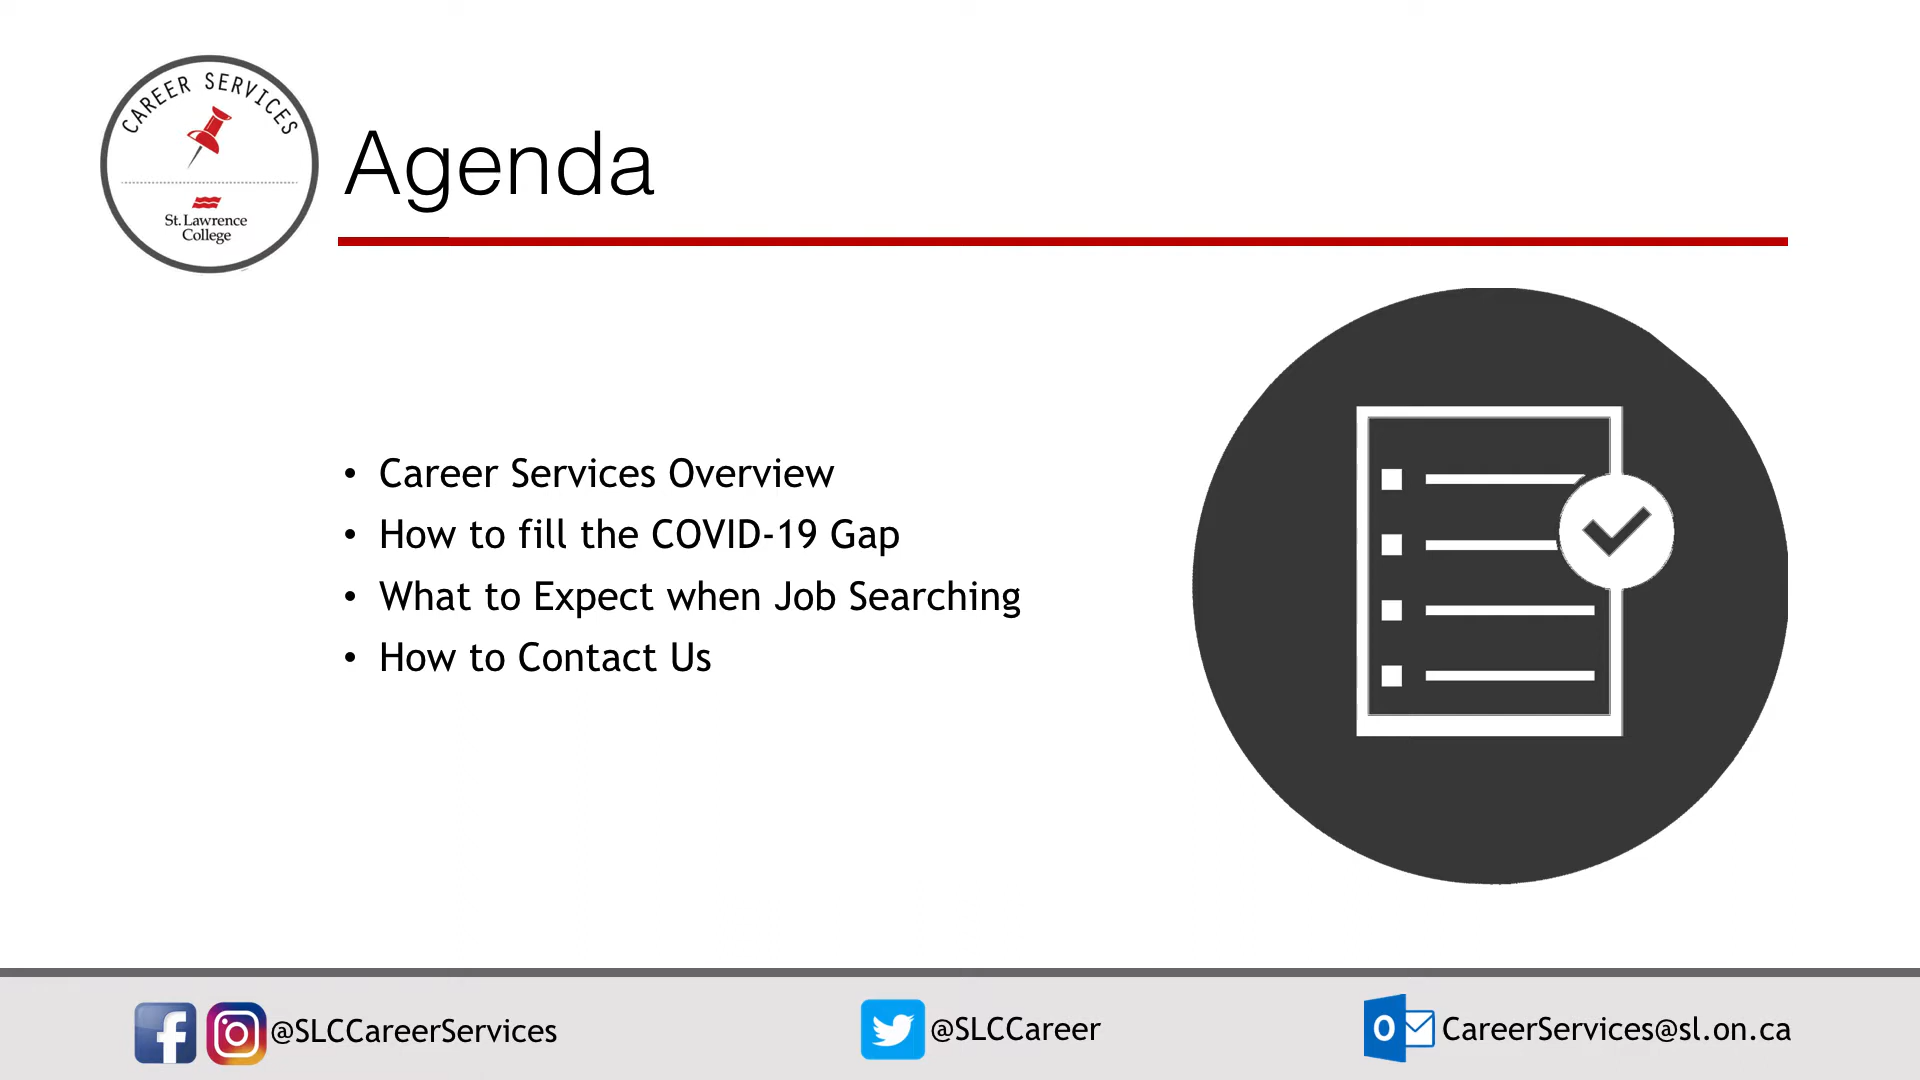 CAREER SERVICES
St. Lawrence
College
Agenda
• Career Services Overview
• How to fill the COVID-19 Gap
• What to Expect when Job Searching
• How to Contact Us
@SLCCareerServices
@SLCCareer
CareerServices@sl.on.ca